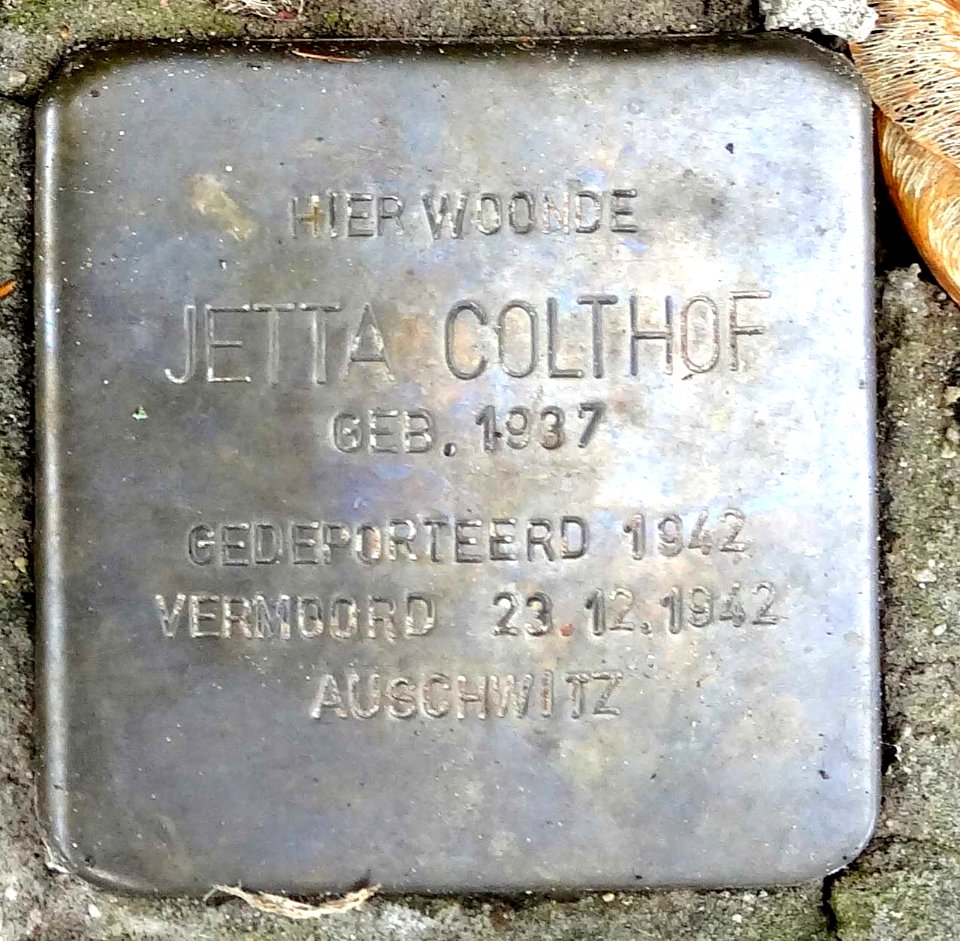 HIER WOONDE
JETTA COLTHOF
GEB. 1937
GEDEPORTEERD 1942
VERMOORD 23.12.1942
AUSCHWITZ